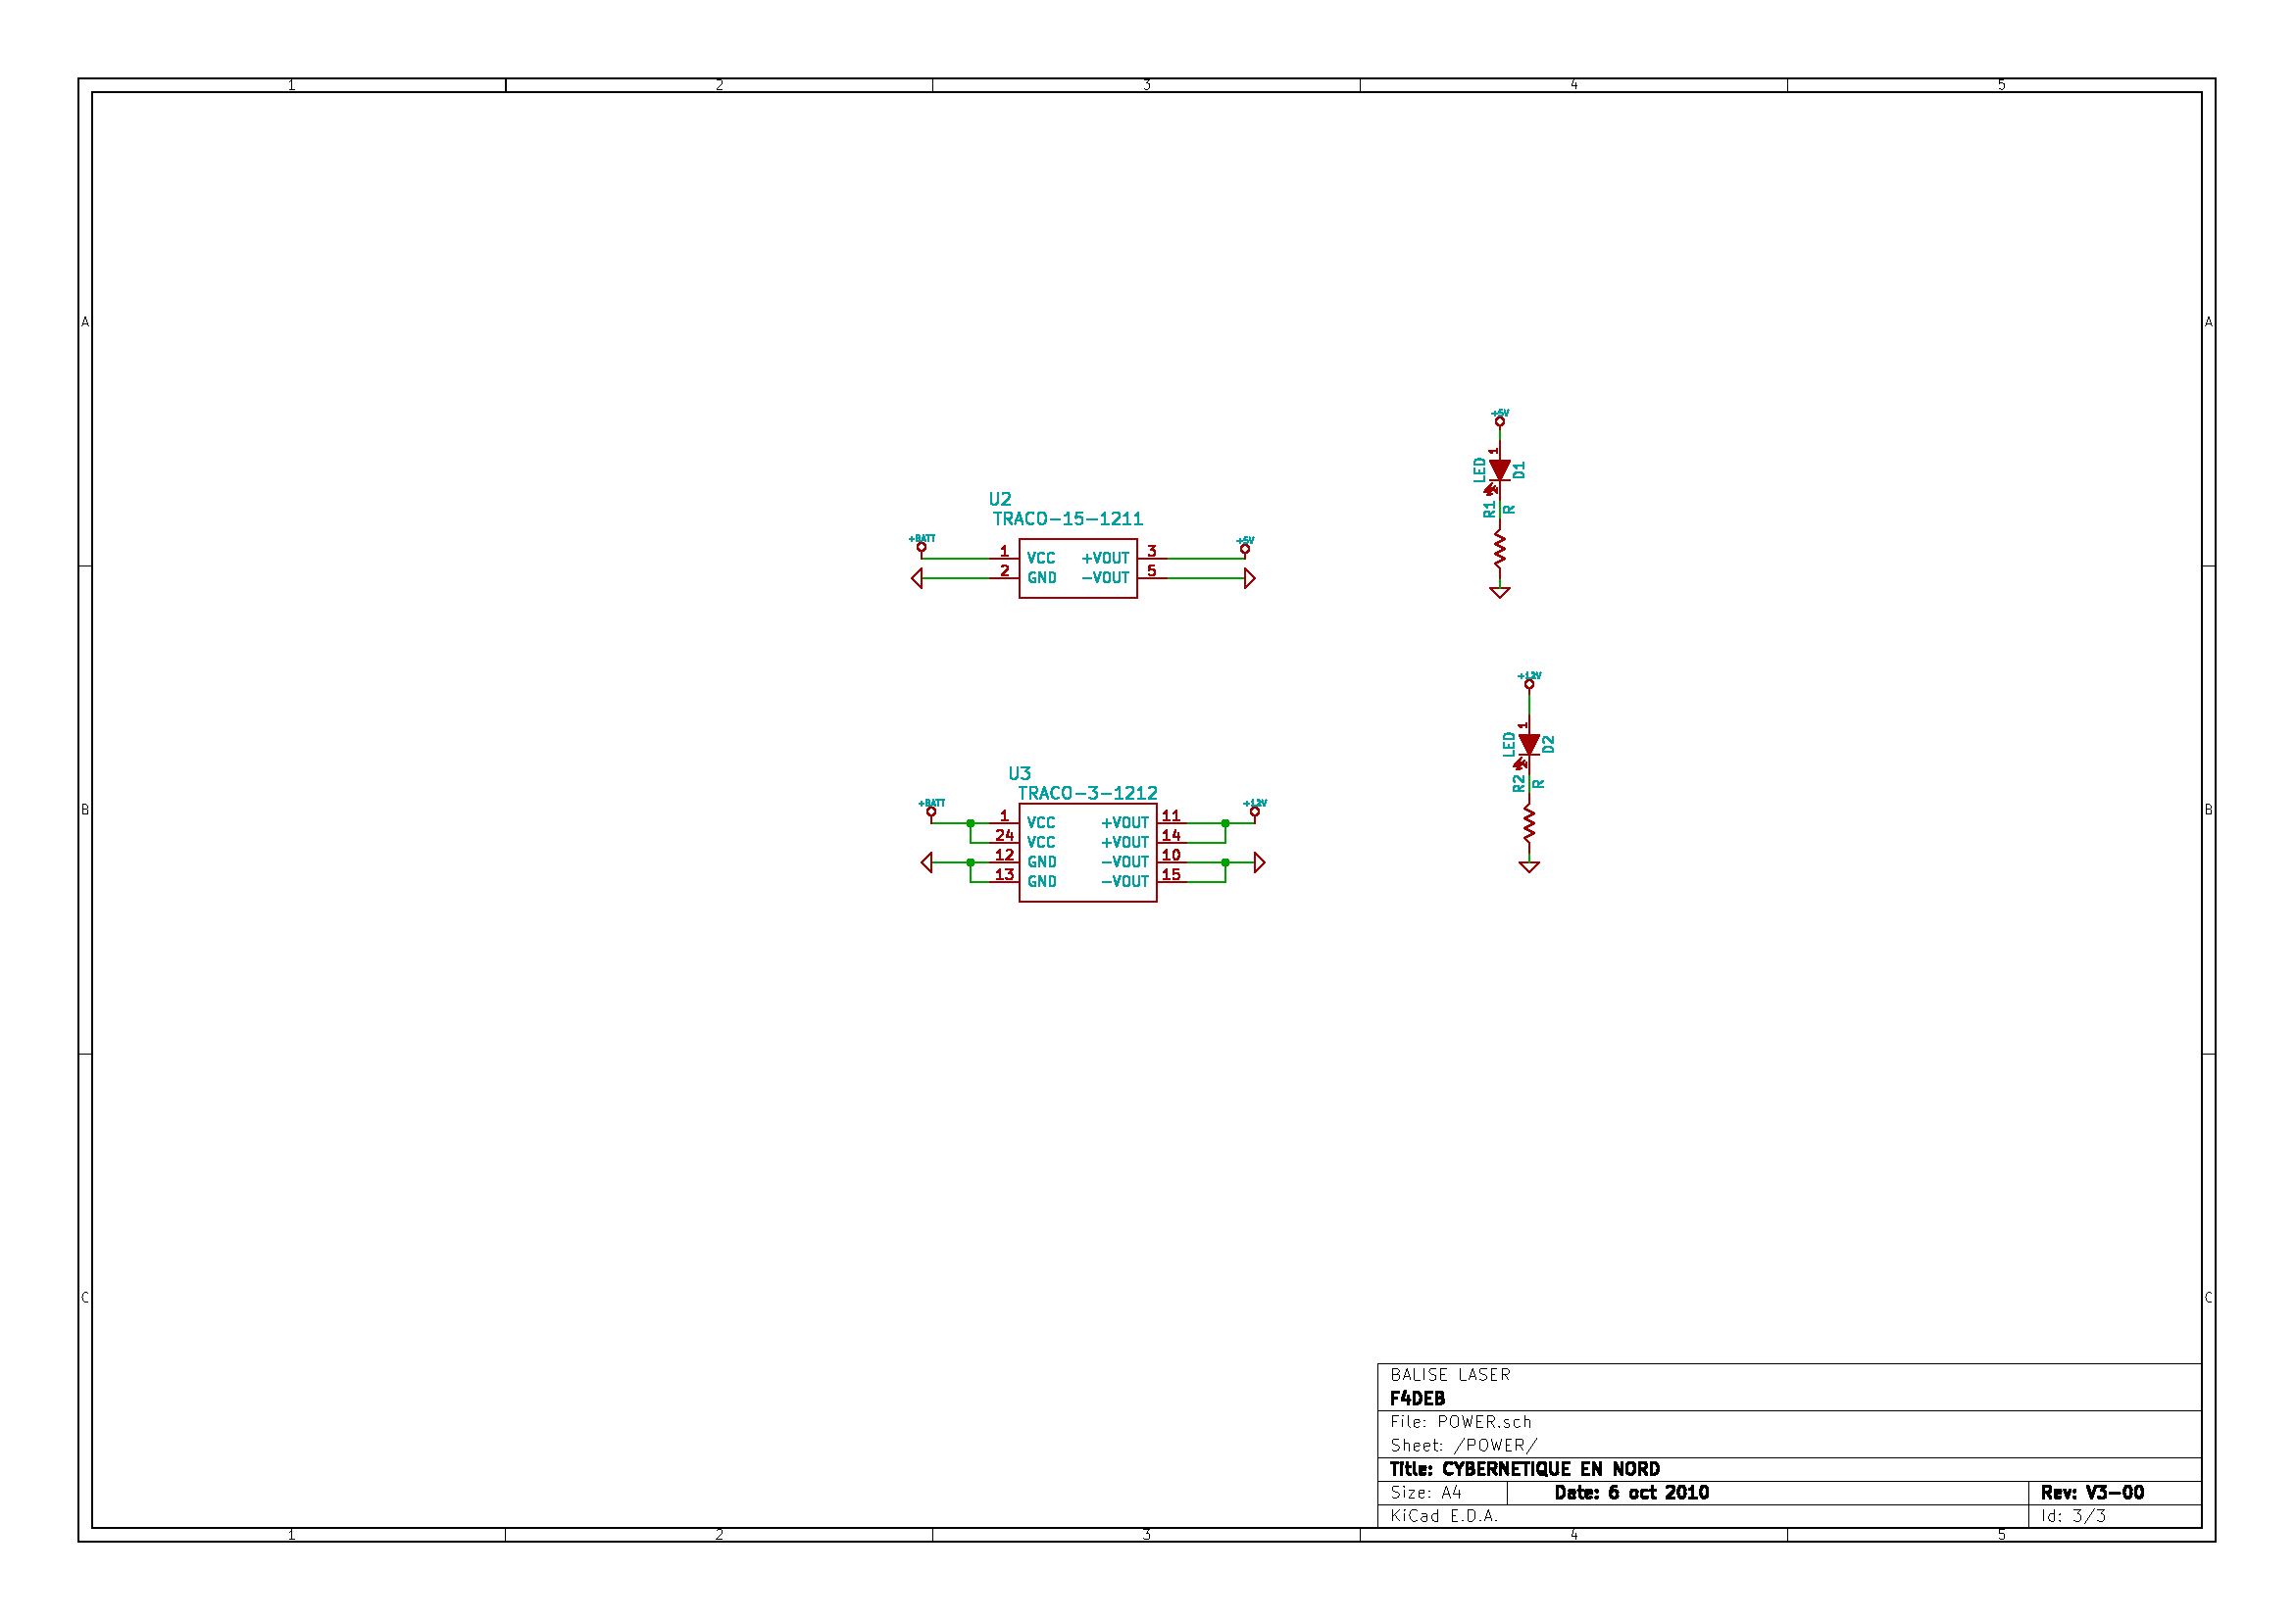 1 2 3 4 5
A A
+5V
1
LED D1
2
R1 R
U2
TRACO-15-1211
+BATT +5V
1 VCC +VOUT 3
2 GND -VOUT 5
+12V
1
LED D2
2
R2 R
U3
TRACO-3-1212
+BATT +12V
1 VCC +VOUT 11
24 VCC +VOUT 14
12 GND -VOUT 10
13 GND -VOUT 15
B B
C C
BALISE LASER
F4DEB
File: POWER.sch
Sheet: /POWER/
Title: CYBERNETIQUE EN NORD
Size: A4 Date: 6 oct 2010 Rev: V3-00
KiCad E.D.A. Id: 3/3
1 2 3 4 5